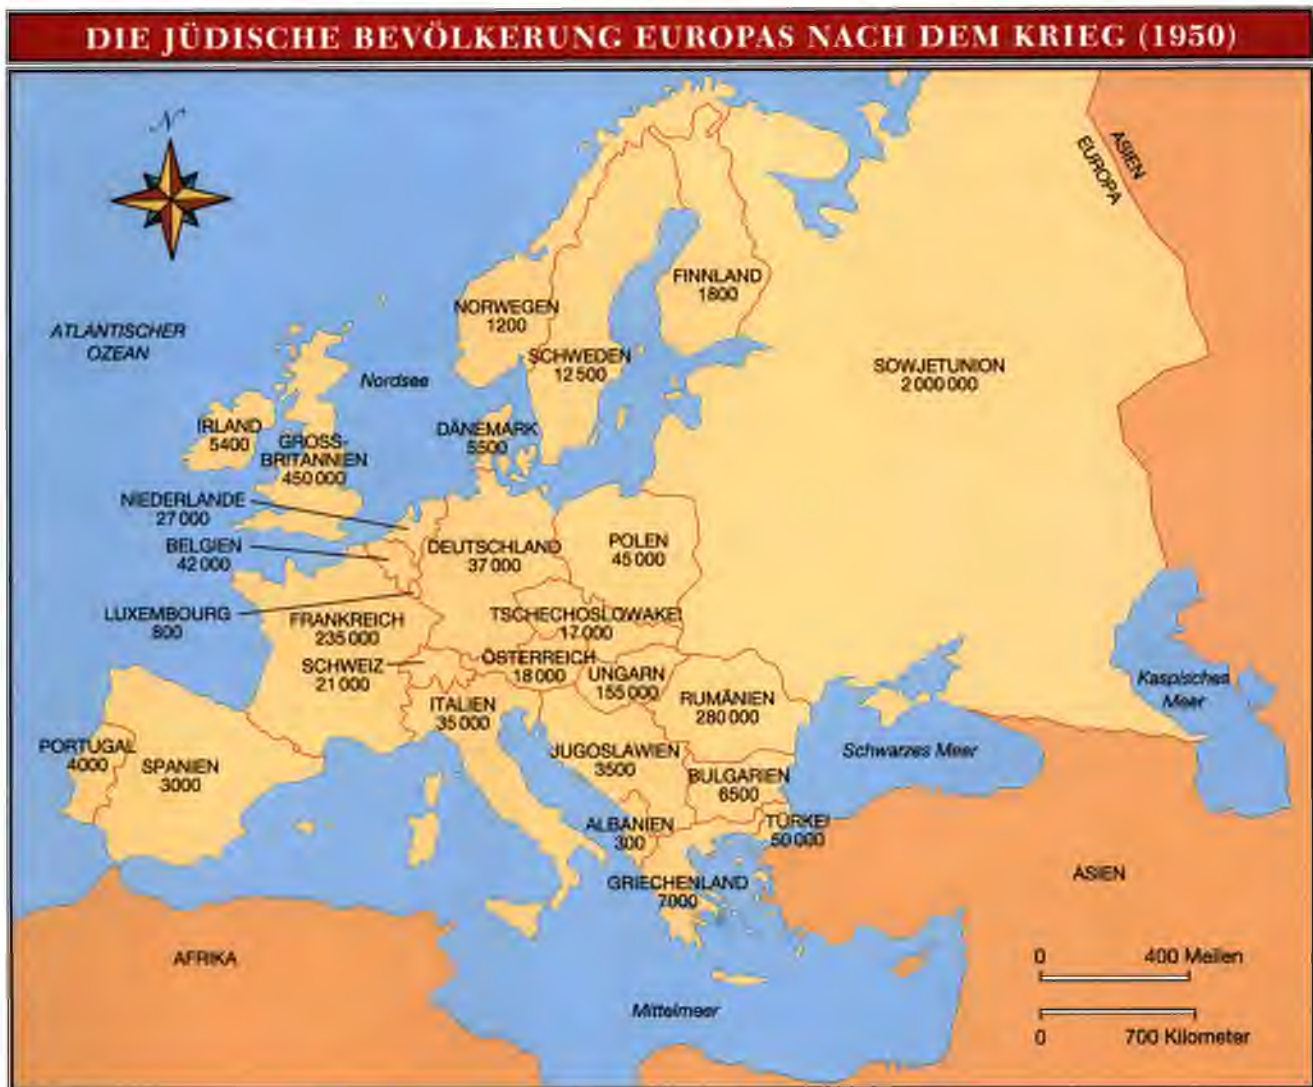 DIE JÜDISCHE BEVÖLKERUNG EUROPAS NACH DEM KRIEG (1950)
N
ASIEN
EUROPA
FINNLAND
1800
NORWEGEN
1200
ATLANTISCHER
OZEAN
SCHWEDEN
12 500
SOWJETUNION
2 000 000
Nordsee
IRLAND
5400
DÄNEMARK
5500
GROSS-
BRITANNIEN
450 000
NIEDERLANDE
27 000
BELGIEN
42 000
DEUTSCHLAND
37 000
POLEN
45 000
LUXEMBOURG
800
FRANKREICH
235 000
TSCHECHOSLOWAKEI
17 000
SCHWEIZ
21 000
ÖSTERREICH
18 000
UNGARN
155 000
ITALIEN
35 000
RUMÄNIEN
280 000
Kaspisches
Meer
PORTUGAL
4000
SPANIEN
3000
JUGOSLAWIEN
3500
Schwarzes Meer
BULGARIEN
6500
ALBANIEN
300
TÜRKEI
50 000
GRIECHENLAND
7000
ASIEN
AFRIKA
Mittelmeer
0 400 Meilen
0 700 Kilometer